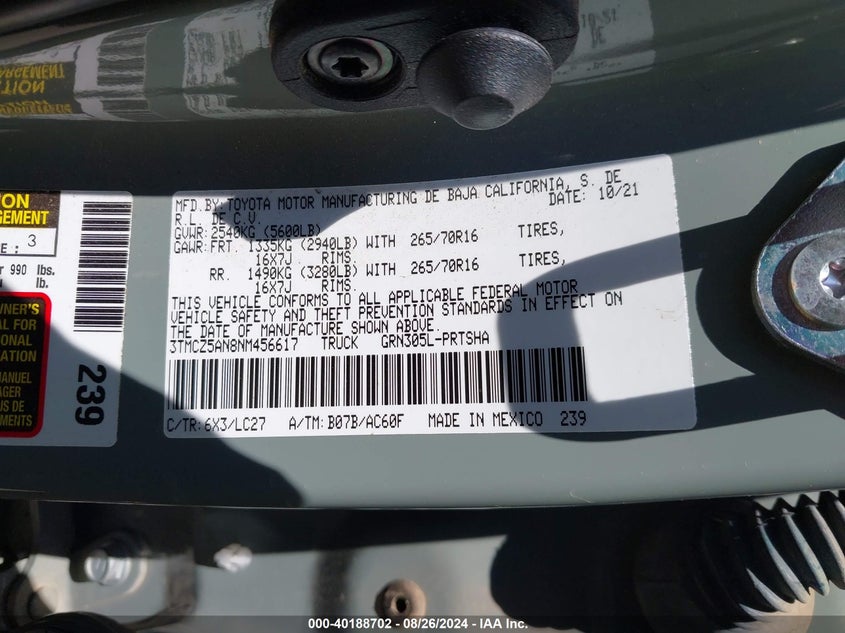 MFD.BY:TOYOTA MOTOR MANUFACTURING DE BAJA CALIFORNIA, S. DE
R.L. DE C.V. DATE: 10/21
GVWR:2540KG (5600LB)
GAWR:FRT. 1335KG (2940LB) WITH 265/70R16 TIRES,
16X7J RIMS.
RR. 1490KG (3280LB) WITH 265/70R16 TIRES,
16X7J RIMS.
THIS VEHICLE CONFORMS TO ALL APPLICABLE FEDERAL MOTOR
VEHICLE SAFETY AND THEFT PREVENTION STANDARDS IN EFFECT ON
THE DATE OF MANUFACTURE SHOWN ABOVE.
3TMCZ5AN8NM456617 TRUCK GRN305L-PRTSHA
C/TR:6X3/LC27 A/TM:B07B/AC60F MADE IN MEXICO 239
3
990 lbs.
lb.
239
000-40188702 - 08/26/2024 - IAA Inc.